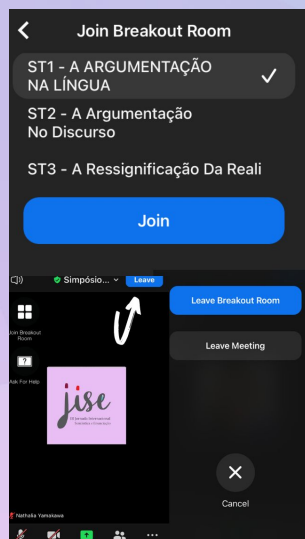 Join Breakout Room
ST1 - A ARGUMENTAÇÃO
NA LÍNGUA
ST2 - A Argumentação
No Discurso
ST3 - A Ressignificação Da Reali
Join
Simpósio...
Leave
Join Breakout
Room
Ask For Help
jise
Nathalia Yamakawa
Leave Breakout Room
Leave Meeting
Cancel